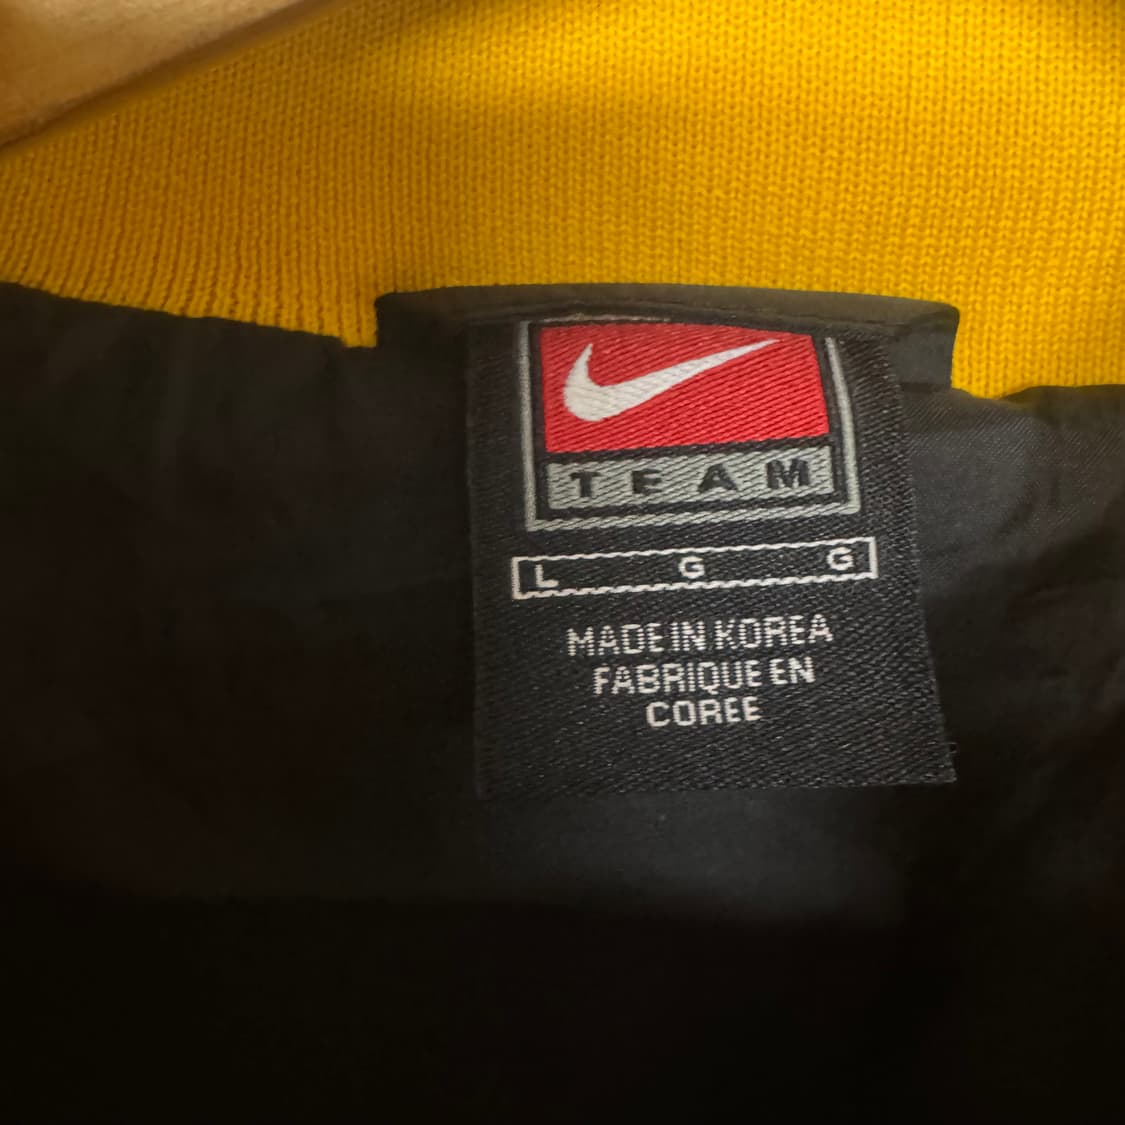 TEAM
L G G
MADE IN KOREA
FABRIQUE EN
COREE